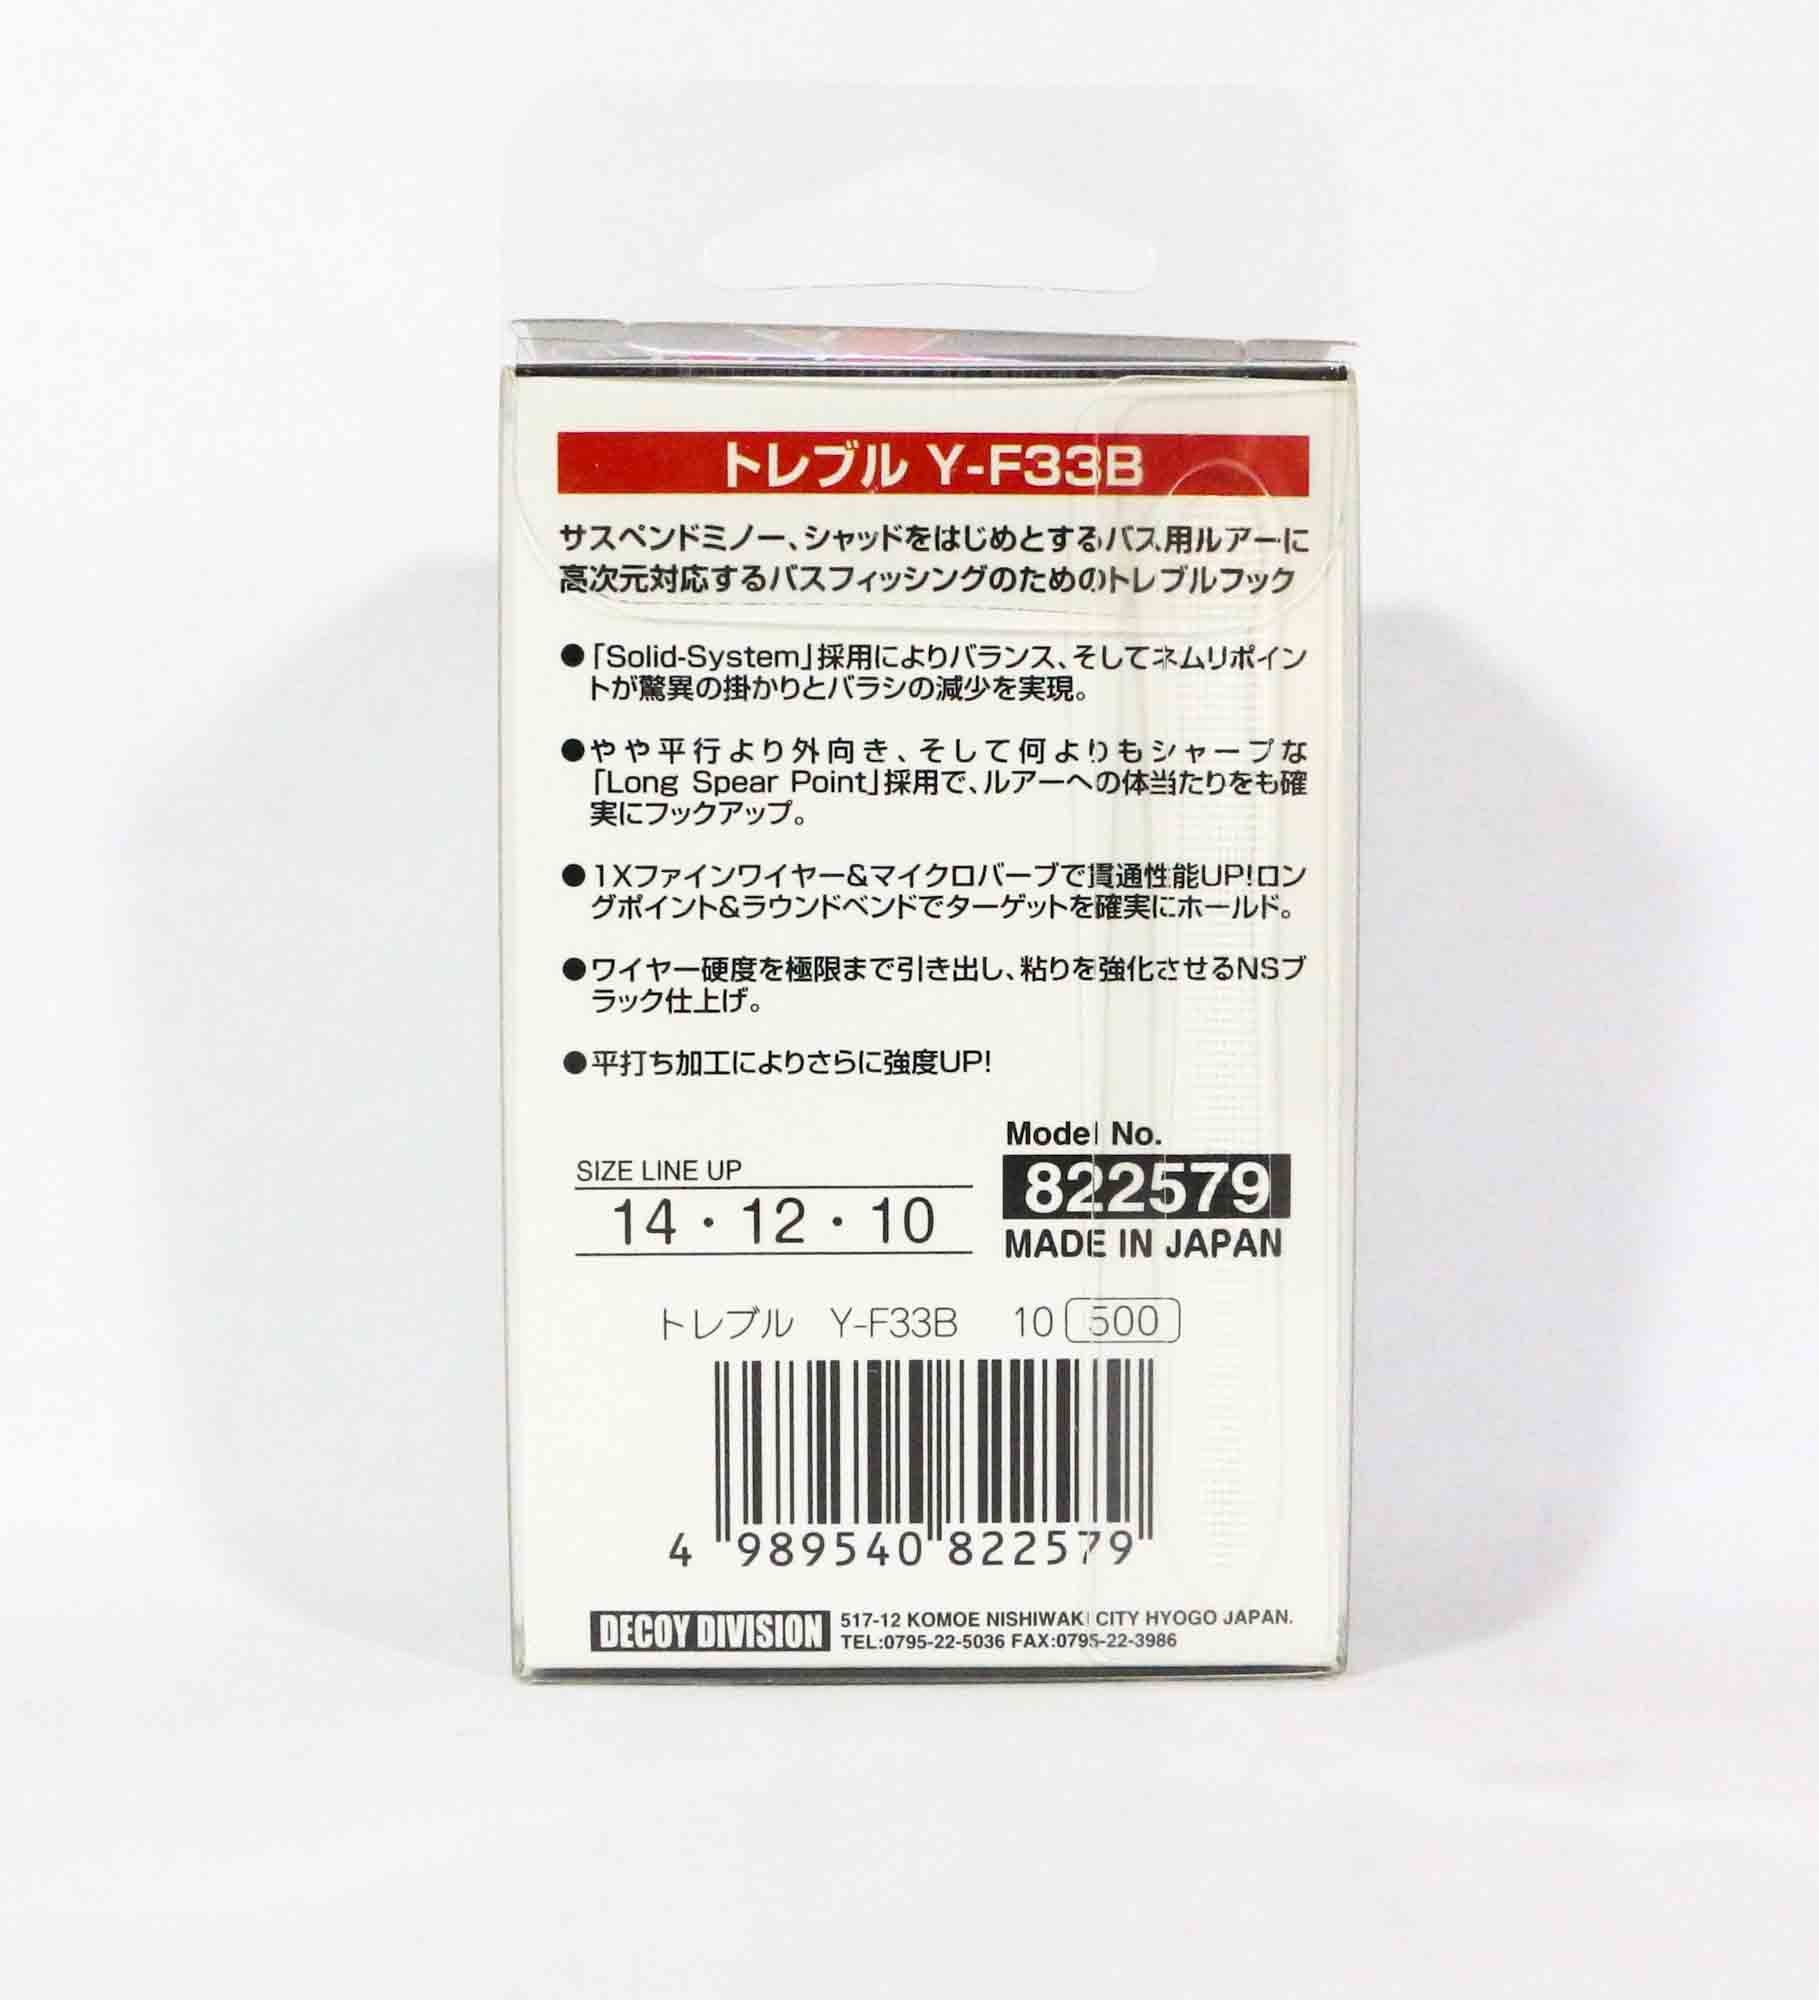 トレブル Y-F33B
サスペンドミノー、シャッドをはじめとするバス用ルアーに
高次元対応するバスフィッシングのためのトレブルフック
●「Solid-System」採用によりバランス、そしてネムリポイン
トが驚異の掛かりとバラシの減少を実現。
●やや平行より外向き、そして何よりもシャープな
「Long Spear Point」採用で、ルアーへの体当たりをも確
実にフックアップ。
●1Xファインワイヤー&マイクロバーブで貫通性能UP!ロン
グポイント&ラウンドベンドでターゲットを確実にホールド。
●ワイヤー硬度を極限まで引き出し、粘りを強化させるNSブ
ラック仕上げ。
●平打ち加工によりさらに強度UP!
Model No.
822579
MADE IN JAPAN
SIZE LINE UP
14・12・10
トレブル Y-F33B 10 500
4 989540 822579
DECOY DIVISION 517-12 KOMOE NISHIWAKI CITY HYOGO JAPAN.
TEL:0795-22-5036 FAX:0795-22-3986